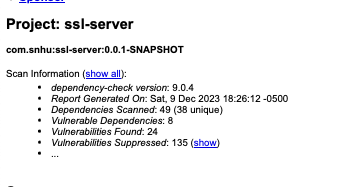 Sponsor
Project: ssl-server
com.snhu:ssl-server:0.0.1-SNAPSHOT
Scan Information (show all):
• dependency-check version: 9.0.4
• Report Generated On: Sat, 9 Dec 2023 18:26:12 -0500
• Dependencies Scanned: 49 (38 unique)
• Vulnerable Dependencies: 8
• Vulnerabilities Found: 24
• Vulnerabilities Suppressed: 135 (show)
• ...